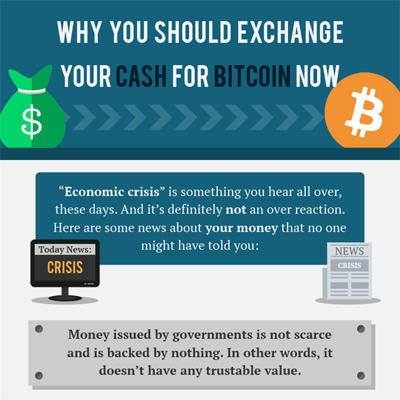 WHY YOU SHOULD EXCHANGE
YOUR CASH FOR BITCOIN NOW
$
₿
“Economic crisis” is something you hear all over,
these days. And it’s definitely not an over reaction.
Here are some news about your money that no one
might have told you:
Today News:
CRISIS
NEWS
CRISIS
Money issued by governments is not scarce
and is backed by nothing. In other words, it
doesn’t have any trustable value.